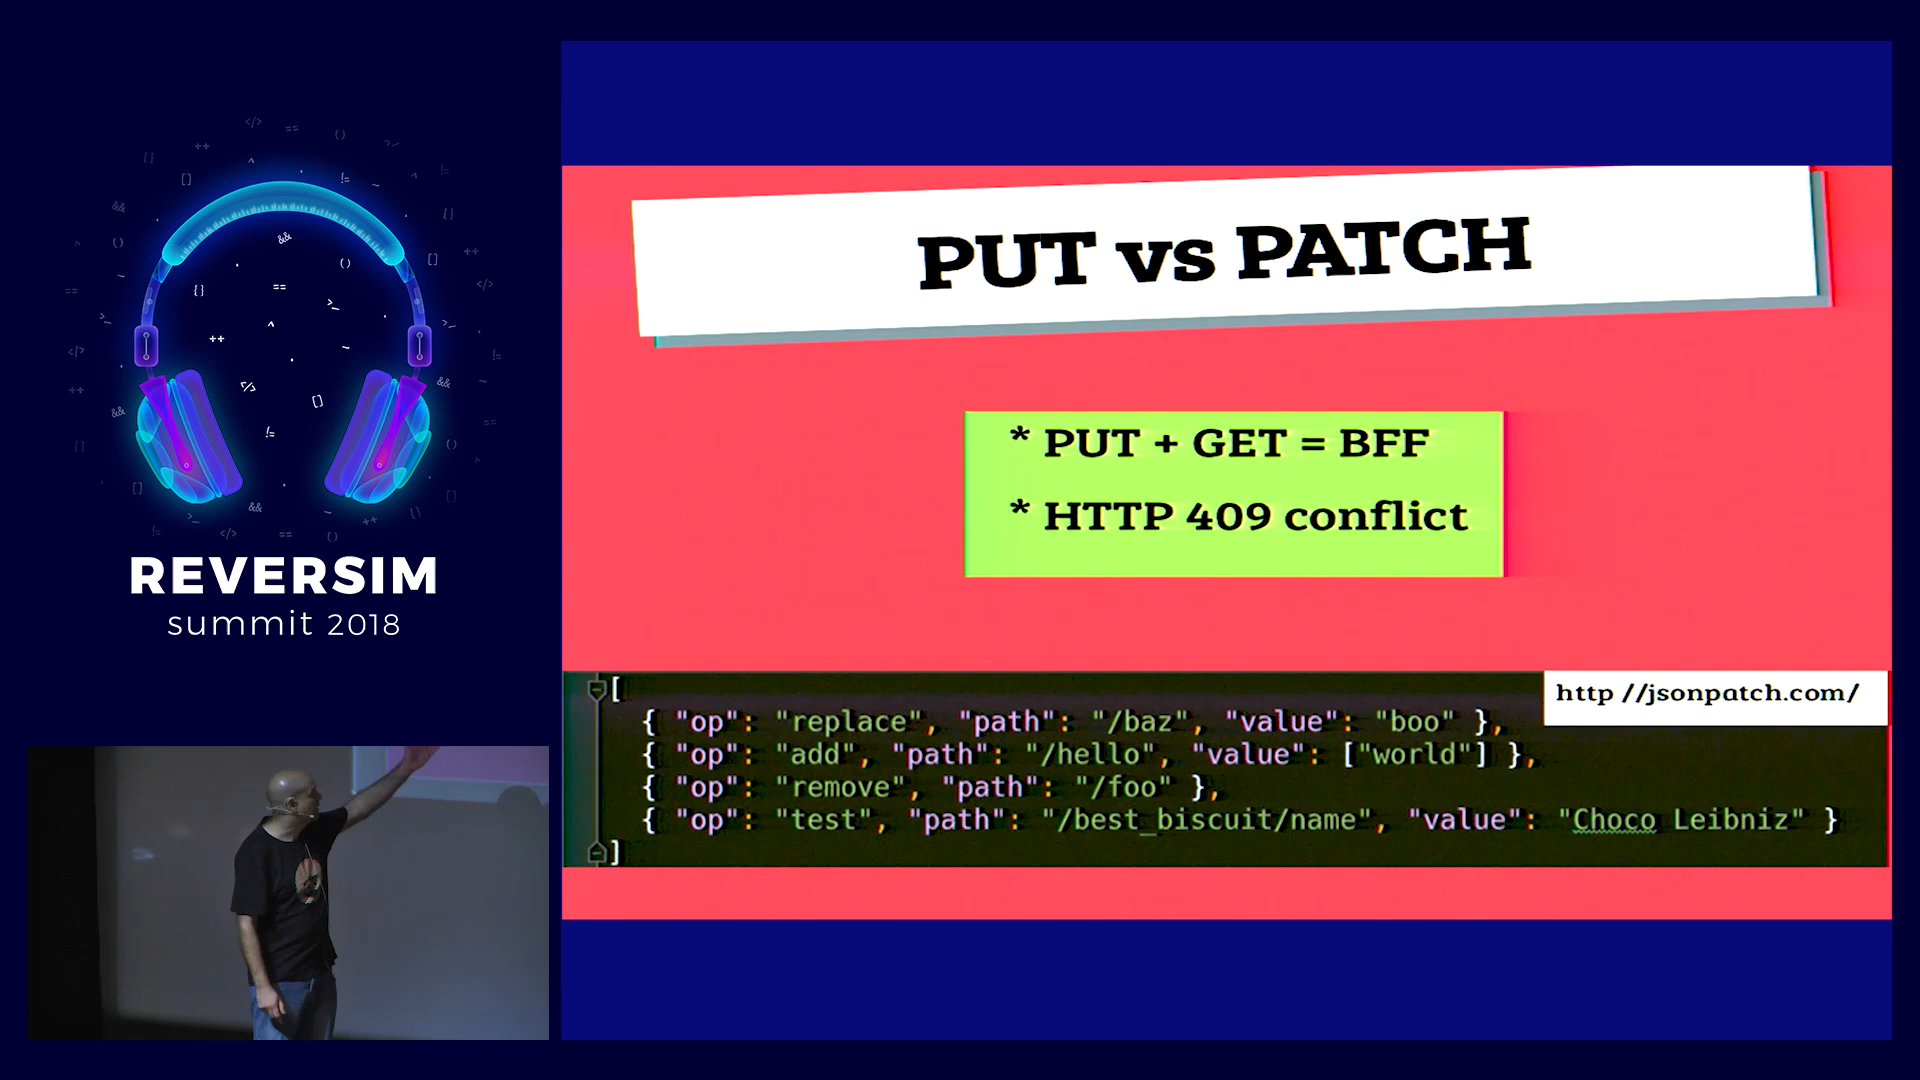 REVERSIM
summit 2018
PUT vs PATCH
* PUT + GET = BFF
* HTTP 409 conflict
http //jsonpatch.com/
[
{ "op": "replace", "path": "/baz", "value": "boo" },
{ "op": "add", "path": "/hello", "value": ["world"] },
{ "op": "remove", "path": "/foo" },
{ "op": "test", "path": "/best_biscuit/name", "value": "Choco Leibniz" }
]